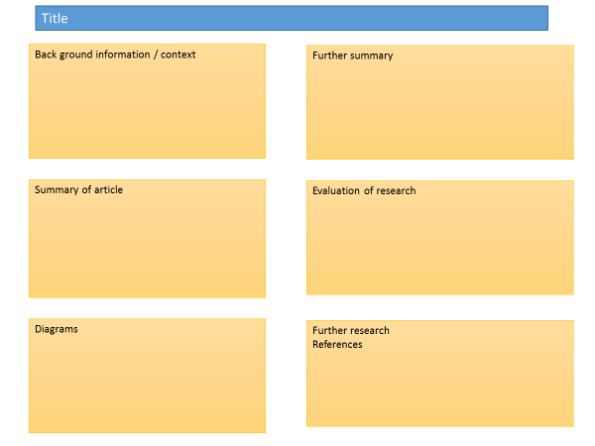 Title
Back ground information / context
Further summary
Summary of article
Evaluation of research
Diagrams
Further research
References